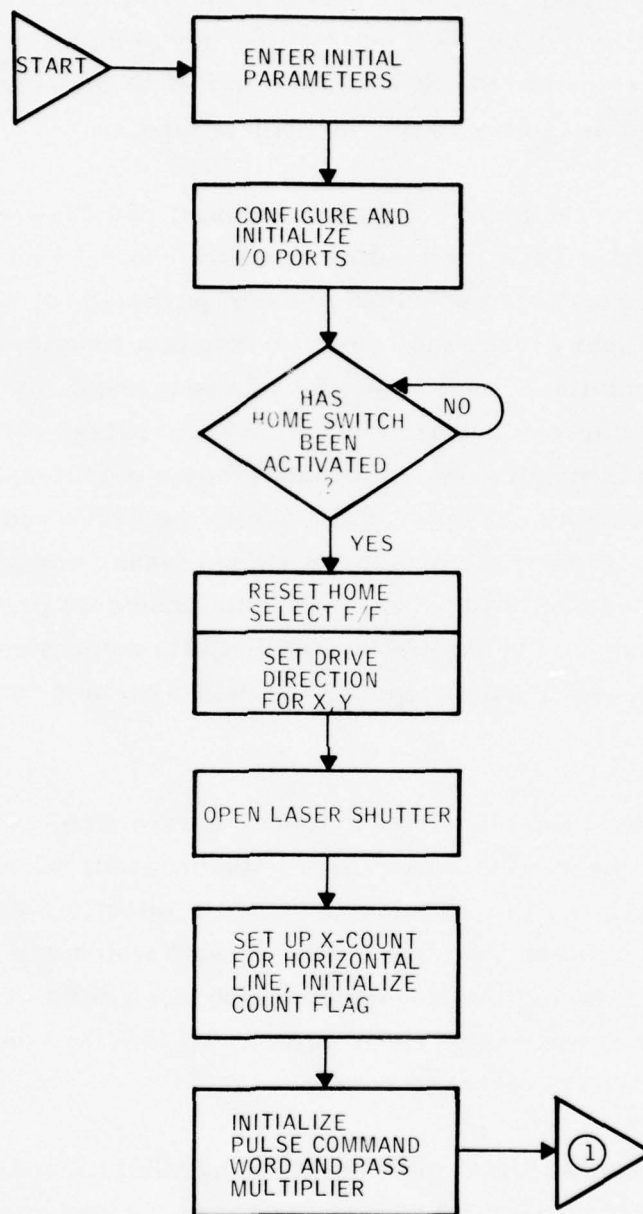 START
ENTER INITIAL
PARAMETERS
CONFIGURE AND
INITIALIZE
I/O PORTS
HAS
HOME SWITCH
BEEN
ACTIVATED
?
NO
YES
RESET HOME
SELECT F/F
SET DRIVE
DIRECTION
FOR X,Y
OPEN LASER SHUTTER
SET UP X-COUNT
FOR HORIZONTAL
LINE, INITIALIZE
COUNT FLAG
INITIALIZE
PULSE COMMAND
WORD AND PASS
MULTIPLIER
1